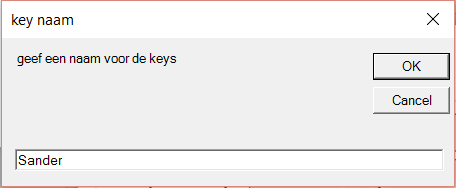 key naam
geef een naam voor de keys
OK
Cancel
Sander